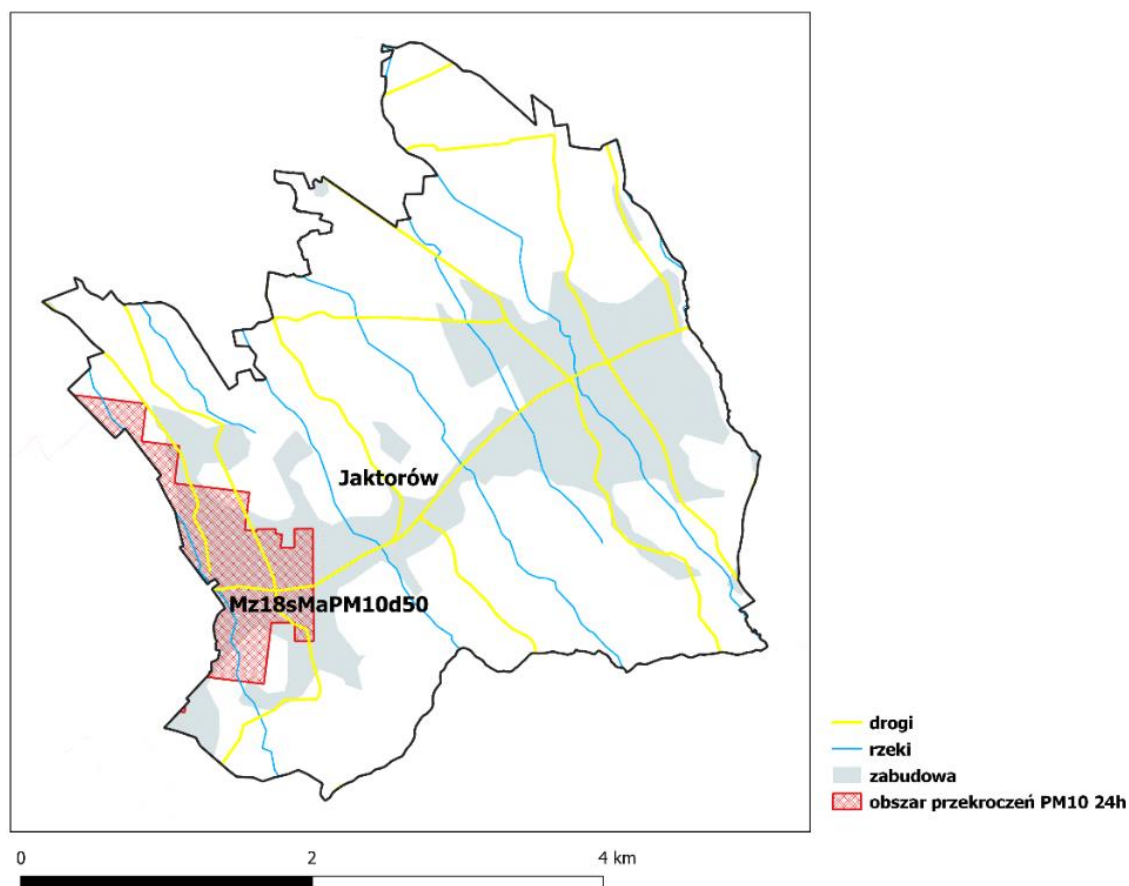 Jaktorów
Mz18sMaPM10d50
drogi
rzeki
zabudowa
obszar przekroczeń PM10 24h
0 2 4 km